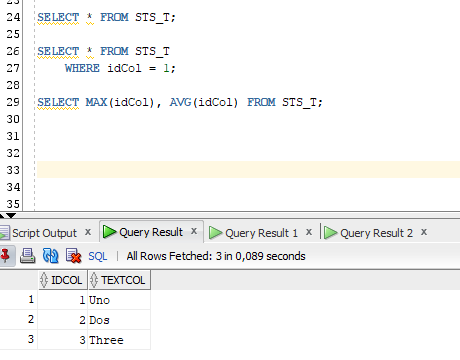 24 SELECT * FROM STS_T;
25
26 SELECT * FROM STS_T
27 WHERE idCol = 1;
28
29 SELECT MAX(idCol), AVG(idCol) FROM STS_T;
30
31
32
33
34
35
Script Output x Query Result x Query Result 1 x Query Result 2 x
SQL | All Rows Fetched: 3 in 0,089 seconds
IDCOL TEXTCOL
1 1 Uno
2 2 Dos
3 3 Three